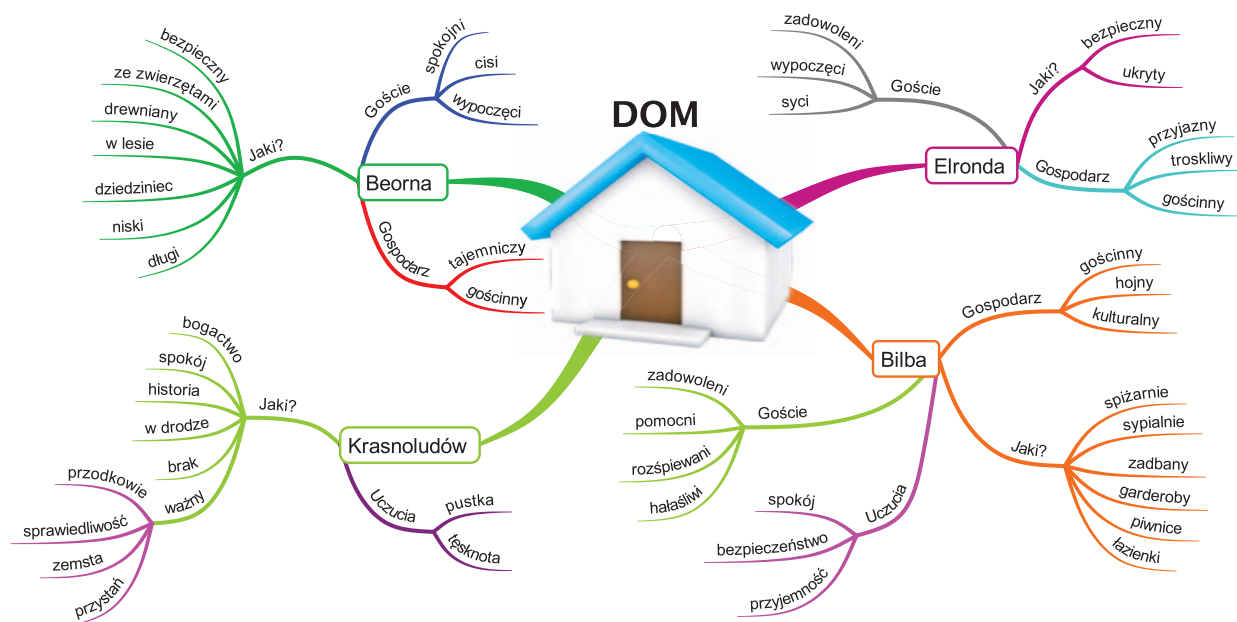 DOM
Beorna
Jaki?
bezpieczny
ze zwierzętami
drewniany
w lesie
dziedziniec
niski
długi
Goście
spokojni
cisi
wypoczęci
Gospodarz
tajemniczy
gościnny
Elronda
Goście
zadowoleni
wypoczęci
syci
Jaki?
bezpieczny
ukryty
Gospodarz
przyjazny
troskliwy
gościnny
Krasnoludów
Jaki?
bogactwo
spokój
historia
w drodze
brak
ważny
przodkowie
sprawiedliwość
zemsta
przystań
Uczucia
pustka
tęsknota
Bilba
Gospodarz
gościnny
hojny
kulturalny
Goście
zadowoleni
pomocni
rozśpiewani
hałaśliwi
Uczucia
spokój
bezpieczeństwo
przyjemność
Jaki?
spiżarnie
sypialnie
zadbany
garderoby
piwnice
łazienki